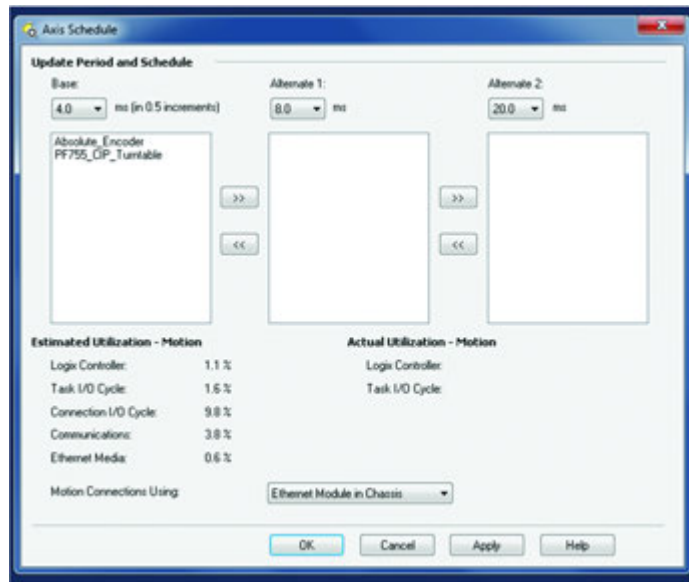 Axis Schedule
Update Period and Schedule
Base: Alternate 1: Alternate 2:
4.0 ms (in 0.5 increments) 8.0 ms 20.0 ms
Absolute_Encoder
PF755_CIP_Turntable
>> >>
<< <<
Estimated Utilization - Motion Actual Utilization - Motion
Logix Controller: 1.1 % Logix Controller:
Task I/O Cycle: 1.6 % Task I/O Cycle:
Connection I/O Cycle: 9.8 %
Communications: 3.8 %
Ethernet Media: 0.6 %
Motion Connections Using: Ethernet Module in Chassis
OK Cancel Apply Help